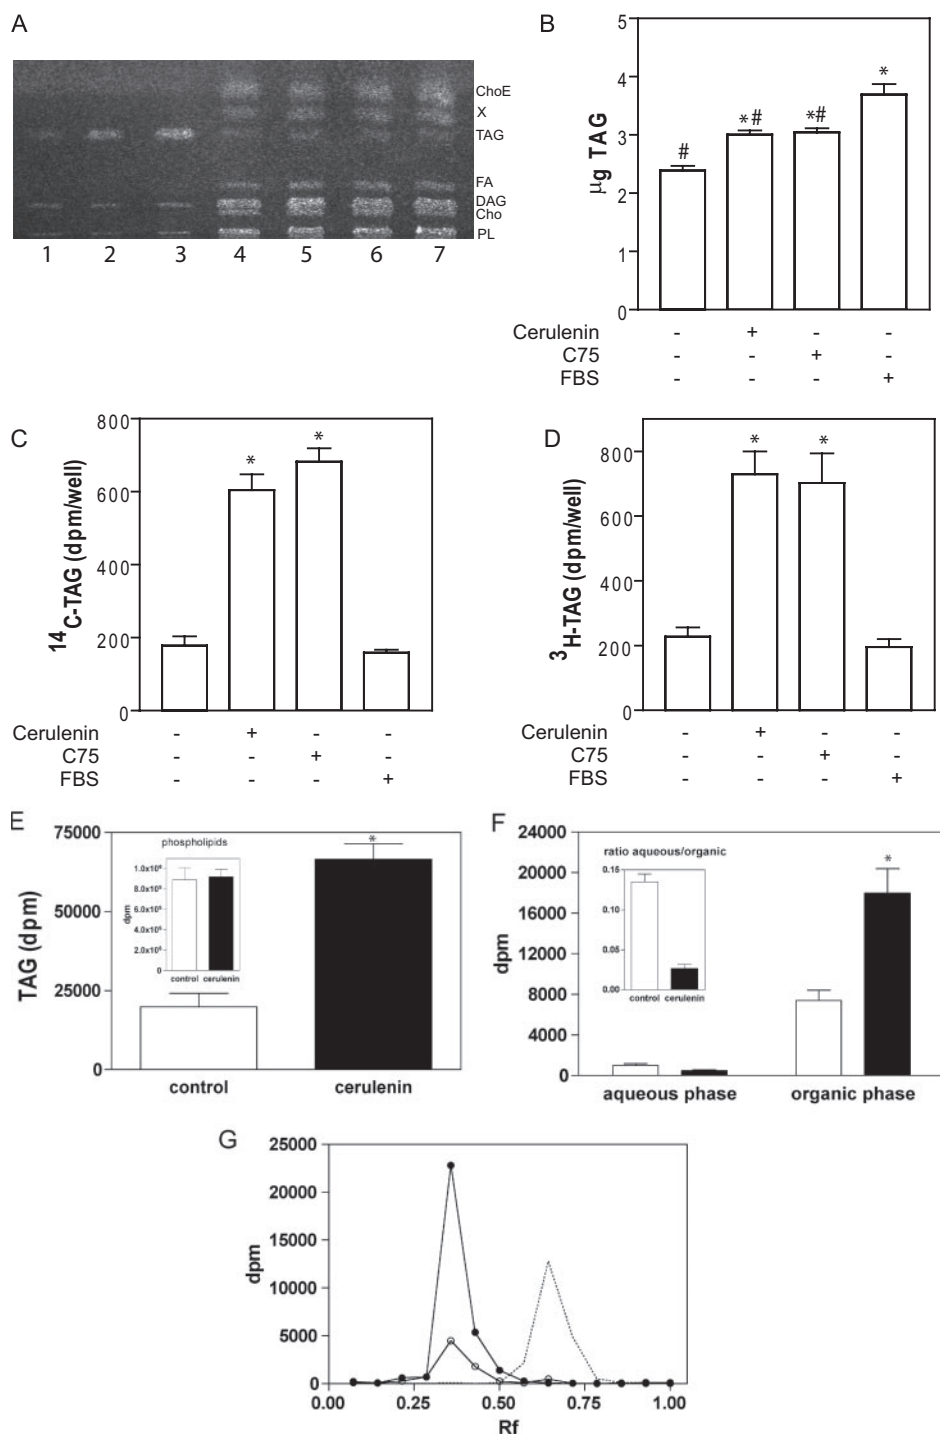 A
ChoE
X
TAG
FA
DAG
Cho
PL
1 2 3 4 5 6 7
B
µg TAG
5
4
3
2
1
0
# *# *# *
Cerulenin - + - -
C75 - - + -
FBS - - - +
C
¹⁴C-TAG (dpm/well)
800
600
400
200
0
* *
Cerulenin - + - -
C75 - - + -
FBS - - - +
D
³H-TAG (dpm/well)
800
600
400
200
0
* *
Cerulenin - + - -
C75 - - + -
FBS - - - +
E
TAG (dpm)
75000
50000
25000
0
*
control cerulenin
phospholipids
dpm
1.0x10⁶
0
control cerulenin
F
dpm
24000
20000
16000
12000
8000
4000
0
*
aqueous phase organic phase
ratio aqueous/organic
0.15
0.10
0.05
0.00
control cerulenin
G
dpm
25000
20000
15000
10000
5000
0
0.00 0.25 0.50 0.75 1.00
Rf